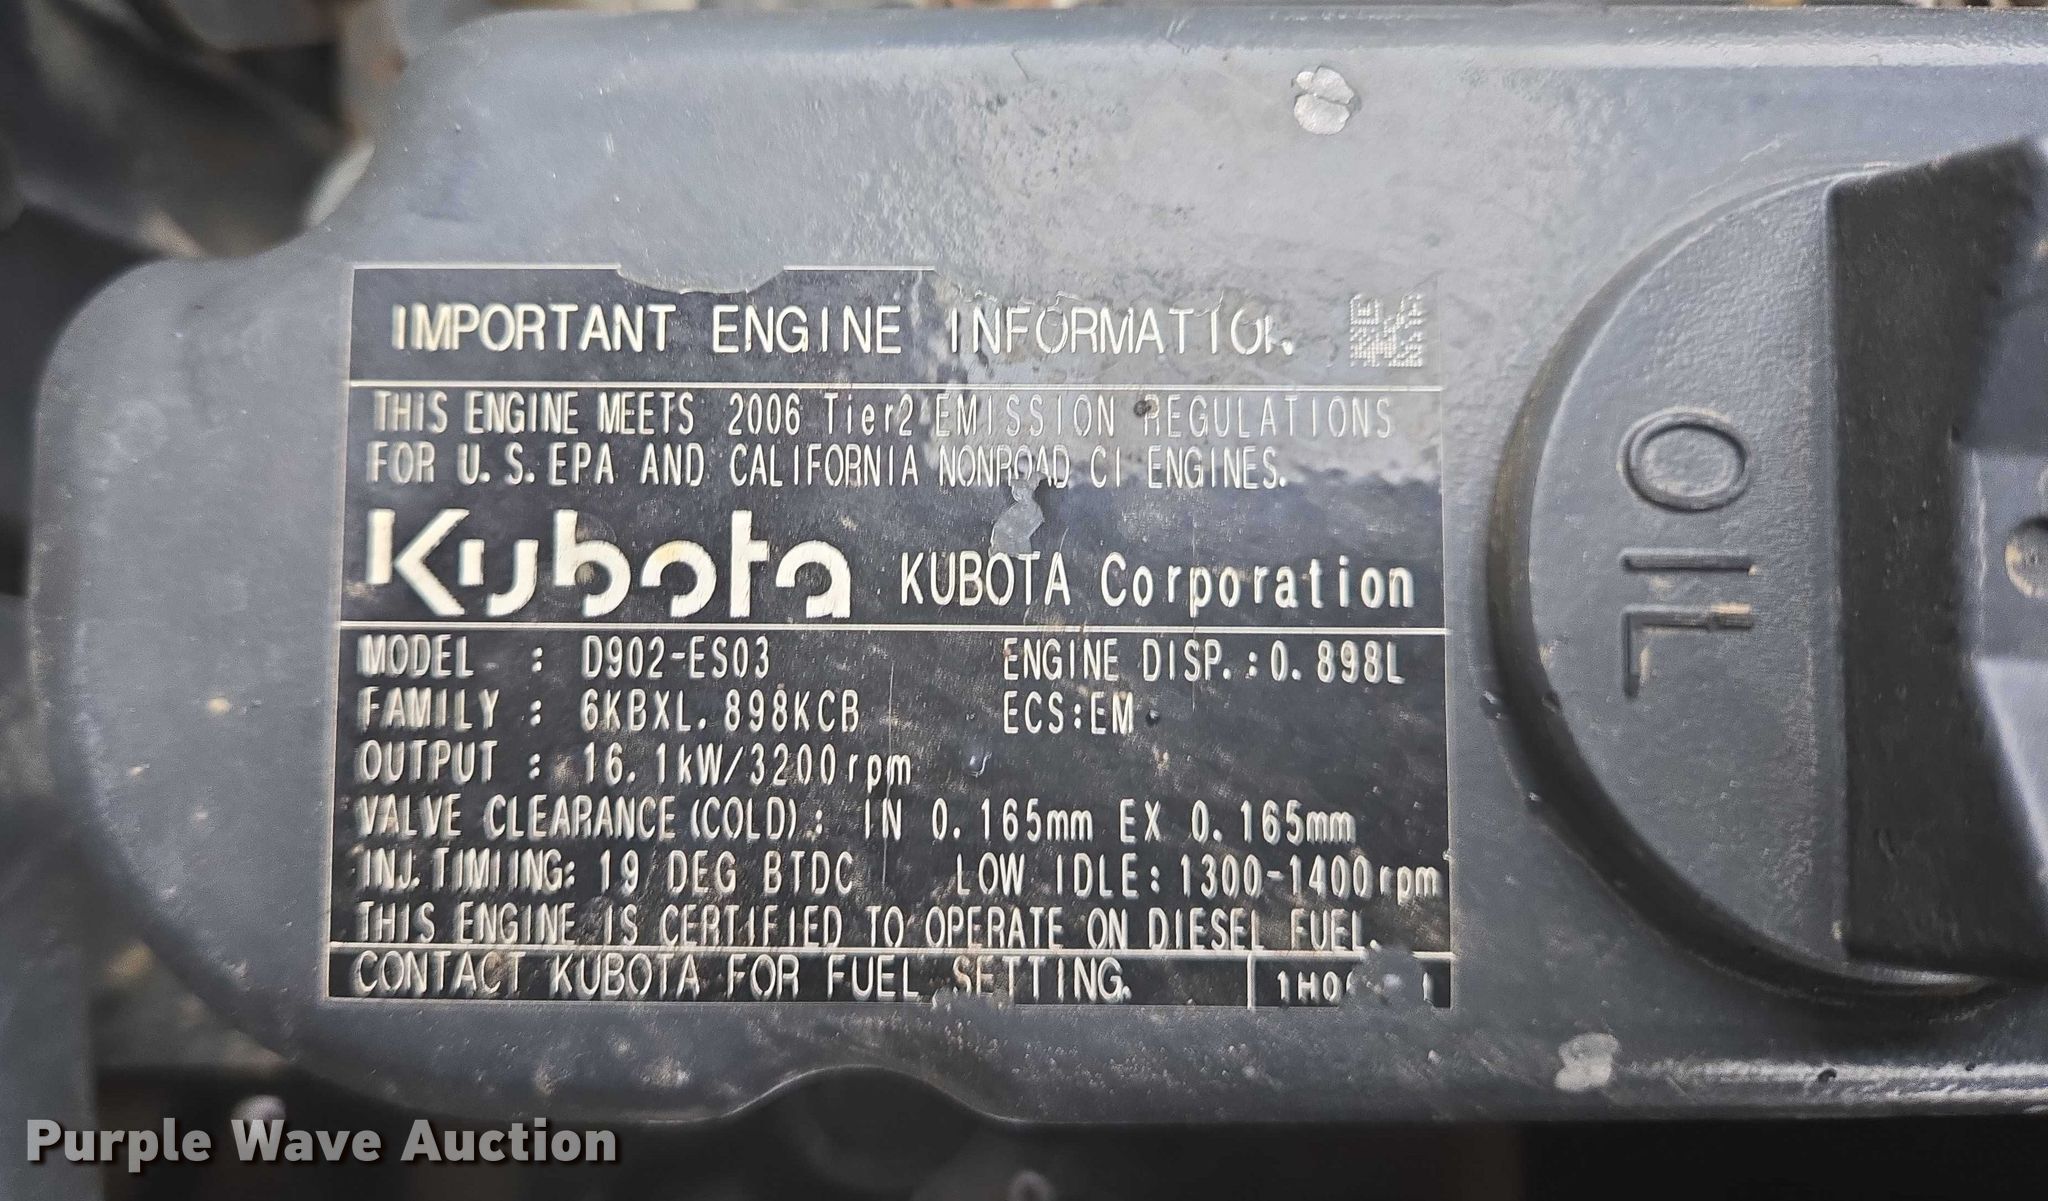 IMPORTANT ENGINE INFORMATION
THIS ENGINE MEETS 2006 Tier2 EMISSION REGULATIONS
FOR U.S.EPA AND CALIFORNIA NONROAD CI ENGINES.
Kubota KUBOTA Corporation
MODEL : D902-ES03 ENGINE DISP.:0.898L
FAMILY : 6KBXL.898KCB ECS:EM
OUTPUT : 16.1kW/3200rpm
VALVE CLEARANCE(COLD): IN 0.165mm EX 0.165mm
INJ.TIMIING: 19 DEG BTDC LOW IDLE:1300-1400rpm
THIS ENGINE IS CERTIFIED TO OPERATE ON DIESEL FUEL.
CONTACT KUBOTA FOR FUEL SETTING.
OIL
Purple Wave Auction